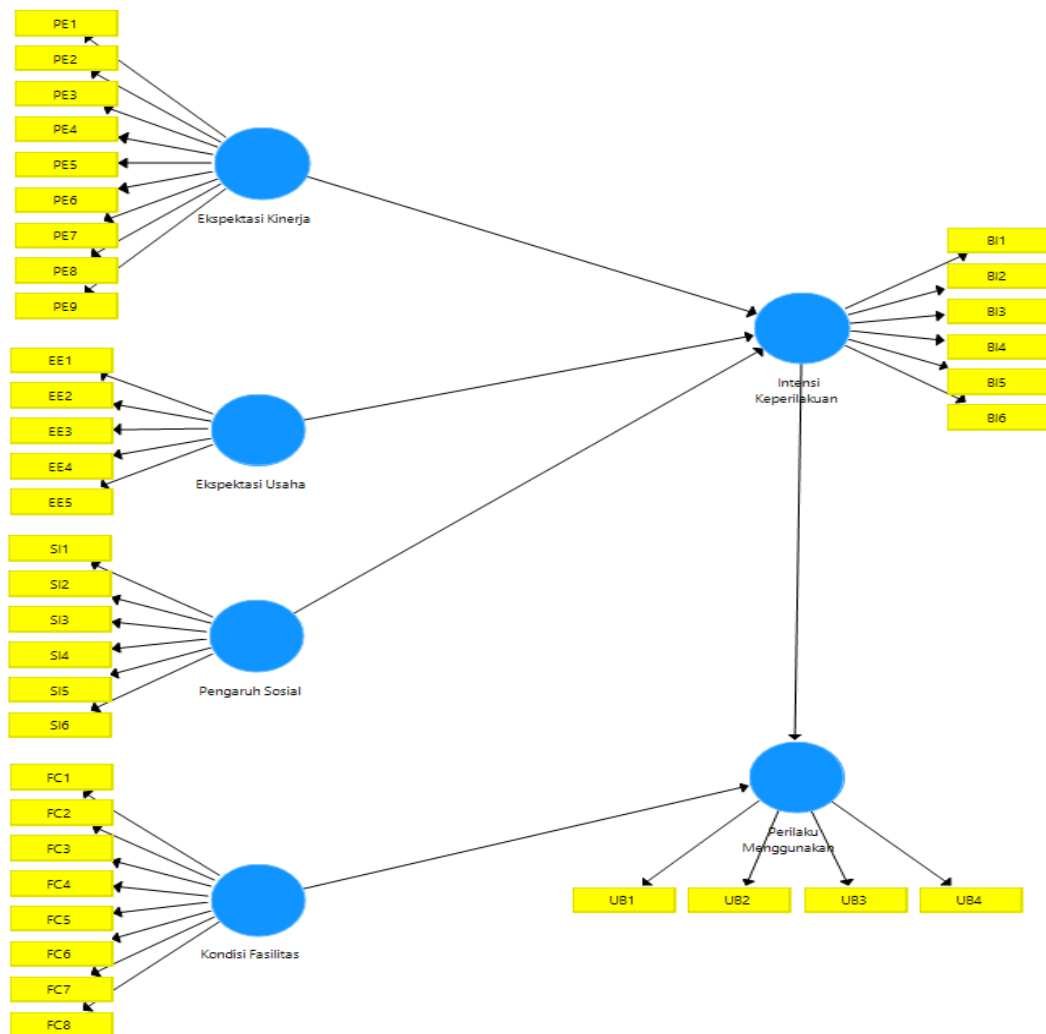 PE1
PE2
PE3
PE4
PE5
PE6
PE7
PE8
PE9
Ekspektasi Kinerja
EE1
EE2
EE3
EE4
EE5
Ekspektasi Usaha
SI1
SI2
SI3
SI4
SI5
SI6
Pengaruh Sosial
FC1
FC2
FC3
FC4
FC5
FC6
FC7
FC8
Kondisi Fasilitas
BI1
BI2
BI3
BI4
BI5
BI6
Intensi
Keperilakuan
Perilaku
Menggunakan
UB1
UB2
UB3
UB4